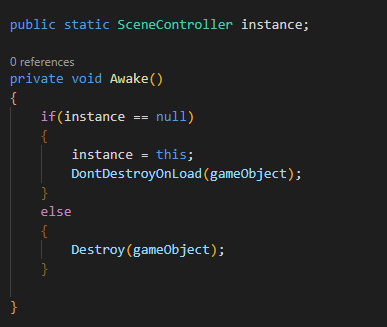 public static SceneController instance;
0 references
private void Awake()
{
if(instance == null)
{
instance = this;
DontDestroyOnLoad(gameObject);
}
else
{
Destroy(gameObject);
}
}